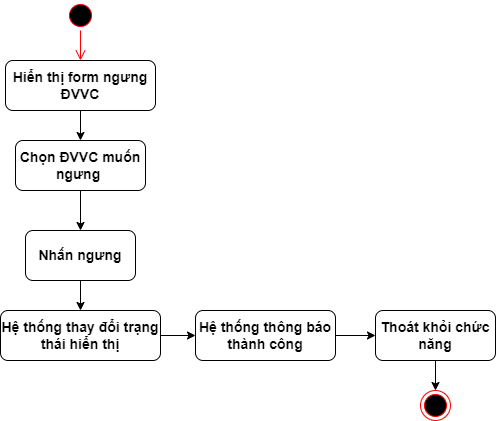 Hiển thị form ngưng
ĐVVC
Chọn ĐVVC muốn
ngưng
Nhấn ngưng
Hệ thống thay đổi trạng
thái hiển thị
Hệ thống thông báo
thành công
Thoát khỏi chức
năng